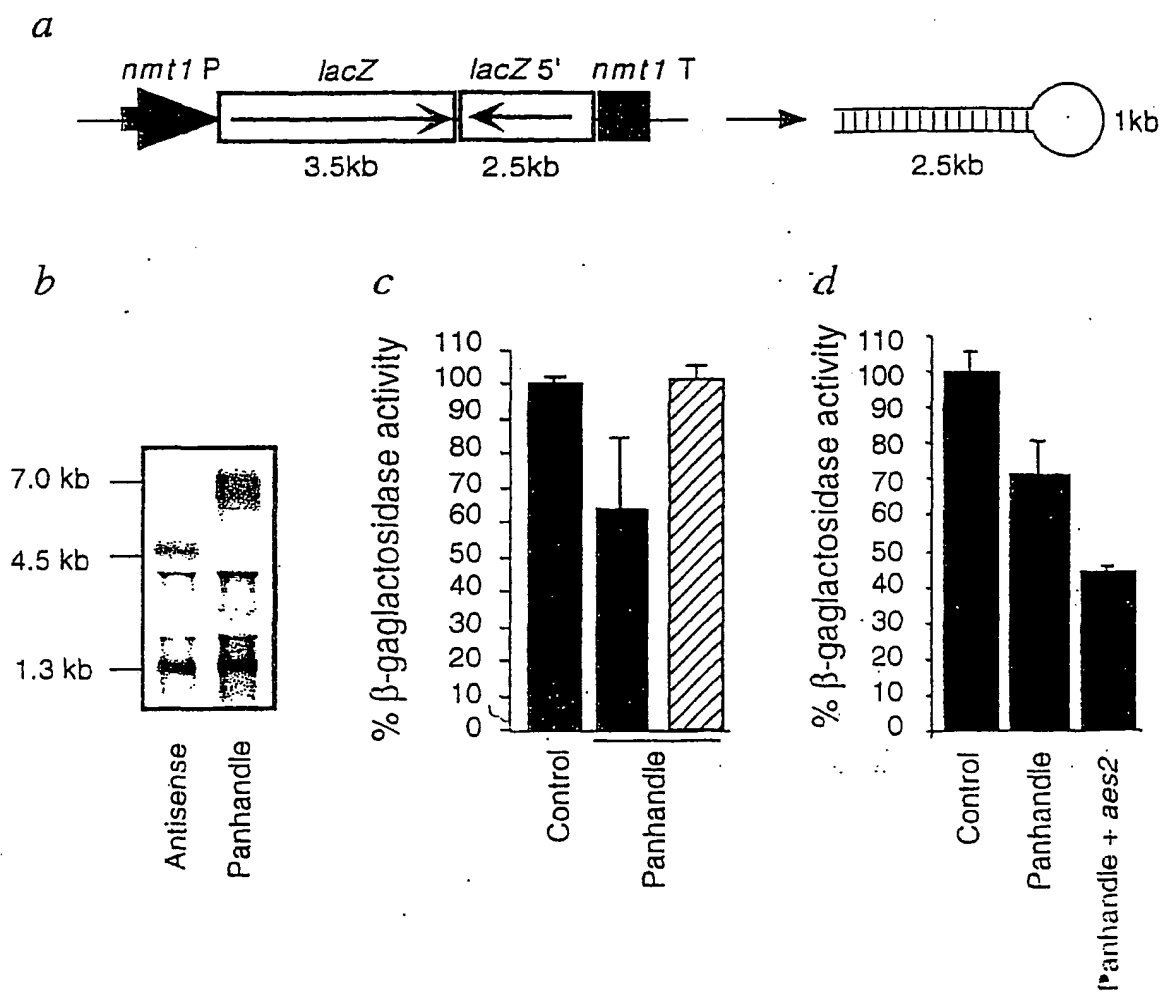 a
nmt1 P
lacZ
lacZ 5'
nmt1 T
3.5kb
2.5kb
2.5kb
1kb
b
7.0 kb
4.5 kb
1.3 kb
Antisense
Panhandle
c
% β-gaglactosidase activity
110
100
90
80
70
60
50
40
30
20
10
0
Control
Panhandle
d
% β-gaglactosidase activity
110
100
90
80
70
60
50
40
30
20
10
0
Control
Panhandle
Panhandle + aes2